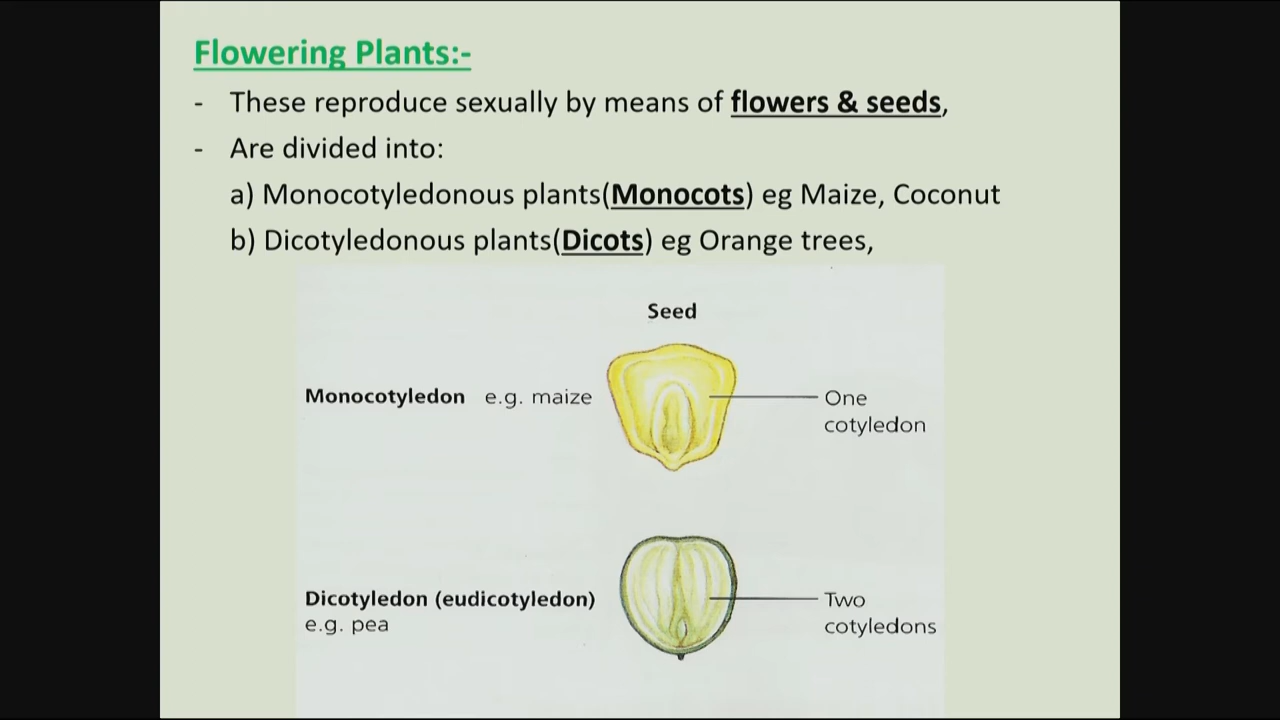 Flowering Plants:-
- These reproduce sexually by means of flowers & seeds,
- Are divided into:
a) Monocotyledonous plants(Monocots) eg Maize, Coconut
b) Dicotyledonous plants(Dicots) eg Orange trees,
Seed
Monocotyledon e.g. maize
One
cotyledon
Dicotyledon (eudicotyledon)
e.g. pea
Two
cotyledons